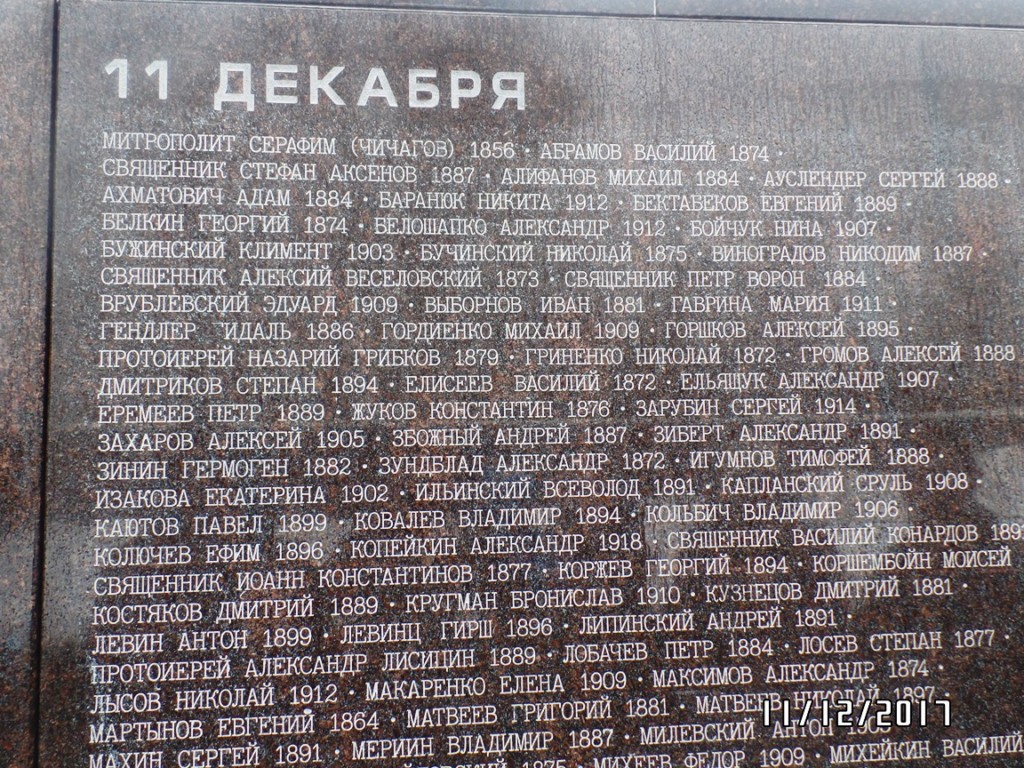 11 ДЕКАБРЯ
МИТРОПОЛИТ СЕРАФИМ (ЧИЧАГОВ) 1856 · АБРАМОВ ВАСИЛИЙ 1874 ·
СВЯЩЕННИК СТЕФАН АКСЕНОВ 1887 · АЛИФАНОВ МИХАИЛ 1884 · АУСЛЕНДЕР СЕРГЕЙ 1888 ·
АХМАТОВИЧ АДАМ 1884 · БАРАНЮК НИКИТА 1912 · БЕКТАБЕКОВ ЕВГЕНИЙ 1889 ·
БЕЛКИН ГЕОРГИЙ 1874 · БЕЛОШАПКО АЛЕКСАНДР 1912 · БОЙЧУК НИНА 1907 ·
БУЖИНСКИЙ КЛИМЕНТ 1903 · БУЧИНСКИЙ НИКОЛАЙ 1875 · ВИНОГРАДОВ НИКОДИМ 1887 ·
СВЯЩЕННИК АЛЕКСИЙ ВЕСЕЛОВСКИЙ 1873 · СВЯЩЕННИК ПЕТР ВОРОН 1884 ·
ВРУБЛЕВСКИЙ ЭДУАРД 1909 · ВЫБОРНОВ ИВАН 1881 · ГАВРИНА МАРИЯ 1911 ·
ГЕНДЛЕР ГИДАЛЬ 1886 · ГОРДИЕНКО МИХАИЛ 1909 · ГОРШКОВ АЛЕКСЕЙ 1895 ·
ПРОТОИЕРЕЙ НАЗАРИЙ ГРИБКОВ 1879 · ГРИНЕНКО НИКОЛАЙ 1872 · ГРОМОВ АЛЕКСЕЙ 1888
ДМИТРИКОВ СТЕПАН 1894 · ЕЛИСЕЕВ ВАСИЛИЙ 1872 · ЕЛЬЯЩУК АЛЕКСАНДР 1907 ·
ЕРЕМЕЕВ ПЕТР 1889 · ЖУКОВ КОНСТАНТИН 1876 · ЗАРУБИН СЕРГЕЙ 1914 ·
ЗАХАРОВ АЛЕКСЕЙ 1905 · ЗБОЖНЫЙ АНДРЕЙ 1887 · ЗИБЕРТ АЛЕКСАНДР 1891 ·
ЗИНИН ГЕРМОГЕН 1882 · ЗУНДБЛАД АЛЕКСАНДР 1872 · ИГУМНОВ ТИМОФЕЙ 1888 ·
ИЗАКОВА ЕКАТЕРИНА 1902 · ИЛЬИНСКИЙ ВСЕВОЛОД 1891 · КАПЛАНСКИЙ СРУЛЬ 1908 ·
КАЮТОВ ПАВЕЛ 1899 · КОВАЛЕВ ВЛАДИМИР 1894 · КОЛЬБИЧ ВЛАДИМИР 1906 ·
КОЛЮЧЕВ ЕФИМ 1896 · КОПЕЙКИН АЛЕКСАНДР 1918 · СВЯЩЕННИК ВАСИЛИЙ КОНАРДОВ
СВЯЩЕННИК ИОАНН КОНСТАНТИНОВ 1877 · КОРЖЕВ ГЕОРГИЙ 1894 · КОРШЕМБОЙН МОИСЕЙ
КОСТЯКОВ ДМИТРИЙ 1889 · КРУГМАН БРОНИСЛАВ 1910 · КУЗНЕЦОВ ДМИТРИЙ 1881
ЛЕВИН АНТОН 1899 · ЛЕВИНЦ ГИРШ 1896 · ЛИПИНСКИЙ АНДРЕЙ 1891 ·
ПРОТОИЕРЕЙ АЛЕКСАНДР ЛИСИЦИН 1889 · ЛОБАЧЕВ ПЕТР 1884 · ЛОСЕВ СТЕПАН 1877 ·
ЛЫСОВ НИКОЛАЙ 1912 · МАКАРЕНКО ЕЛЕНА 1909 · МАКСИМОВ АЛЕКСАНДР 1874 ·
МАРТЫНОВ ЕВГЕНИЙ 1864 · МАТВЕЕВ ГРИГОРИЙ 1881 · МАТВЕЕВ НИКОЛАЙ 1897 ·
МАХИН СЕРГЕЙ 1891 · МЕРИИН ВЛАДИМИР 1887 · МИЛЕВСКИЙ АНТОН
1875 · МИХЕЕВ ФЕДОР 1909 · МИХЕЙКИН ВАСИЛИЙ
11/12/2017